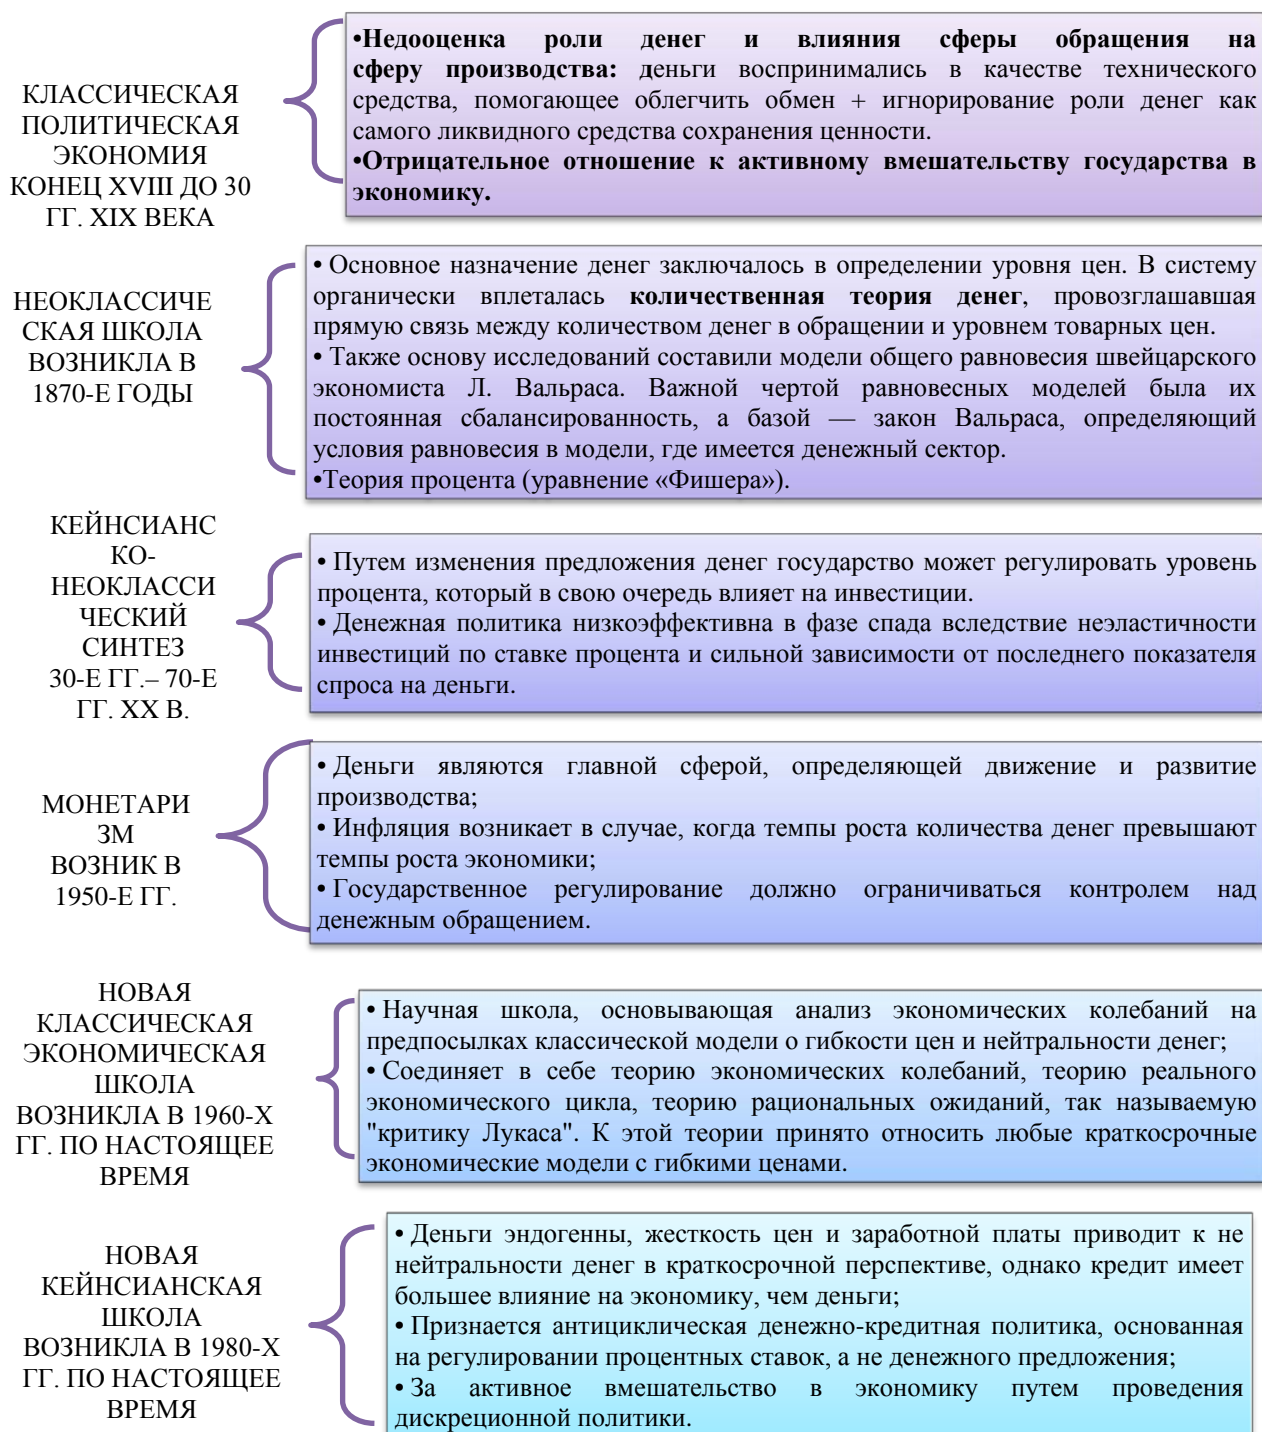 КЛАССИЧЕСКАЯ
ПОЛИТИЧЕСКАЯ
ЭКОНОМИЯ
КОНЕЦ XVIII ДО 30
ГГ. XIX ВЕКА
•Недооценка роли денег и влияния сферы обращения на
сферу производства: деньги воспринимались в качестве технического
средства, помогающее облегчить обмен + игнорирование роли денег как
самого ликвидного средства сохранения ценности.
•Отрицательное отношение к активному вмешательству государства в
экономику.
НЕОКЛАССИЧЕ
СКАЯ ШКОЛА
ВОЗНИКЛА В
1870-Е ГОДЫ
• Основное назначение денег заключалось в определении уровня цен. В систему
органически вплеталась количественная теория денег, провозглашавшая
прямую связь между количеством денег в обращении и уровнем товарных цен.
• Также основу исследований составили модели общего равновесия швейцарского
экономиста Л. Вальраса. Важной чертой равновесных моделей была их
постоянная сбалансированность, а базой — закон Вальраса, определяющий
условия равновесия в модели, где имеется денежный сектор.
•Теория процента (уравнение «Фишера»).
КЕЙНСИАНС
КО-
НЕОКЛАССИ
ЧЕСКИЙ
СИНТЕЗ
30-Е ГГ.– 70-Е
ГГ. XX В.
• Путем изменения предложения денег государство может регулировать уровень
процента, который в свою очередь влияет на инвестиции.
• Денежная политика низкоэффективна в фазе спада вследствие неэластичности
инвестиций по ставке процента и сильной зависимости от последнего показателя
спроса на деньги.
МОНЕТАРИ
ЗМ
ВОЗНИК В
1950-Е ГГ.
• Деньги являются главной сферой, определяющей движение и развитие
производства;
• Инфляция возникает в случае, когда темпы роста количества денег превышают
темпы роста экономики;
• Государственное регулирование должно ограничиваться контролем над
денежным обращением.
НОВАЯ
КЛАССИЧЕСКАЯ
ЭКОНОМИЧЕСКАЯ
ШКОЛА
ВОЗНИКЛА В 1960-Х
ГГ. ПО НАСТОЯЩЕЕ
ВРЕМЯ
• Научная школа, основывающая анализ экономических колебаний на
предпосылках классической модели о гибкости цен и нейтральности денег;
• Соединяет в себе теорию экономических колебаний, теорию реального
экономического цикла, теорию рациональных ожиданий, так называемую
"критику Лукаса". К этой теории принято относить любые краткосрочные
экономические модели с гибкими ценами.
НОВАЯ
КЕЙНСИАНСКАЯ
ШКОЛА
ВОЗНИКЛА В 1980-Х
ГГ. ПО НАСТОЯЩЕЕ
ВРЕМЯ
• Деньги эндогенны, жесткость цен и заработной платы приводит к не
нейтральности денег в краткосрочной перспективе, однако кредит имеет
большее влияние на экономику, чем деньги;
• Признается антициклическая денежно-кредитная политика, основанная
на регулировании процентных ставок, а не денежного предложения;
• За активное вмешательство в экономику путем проведения
дискреционной политики.